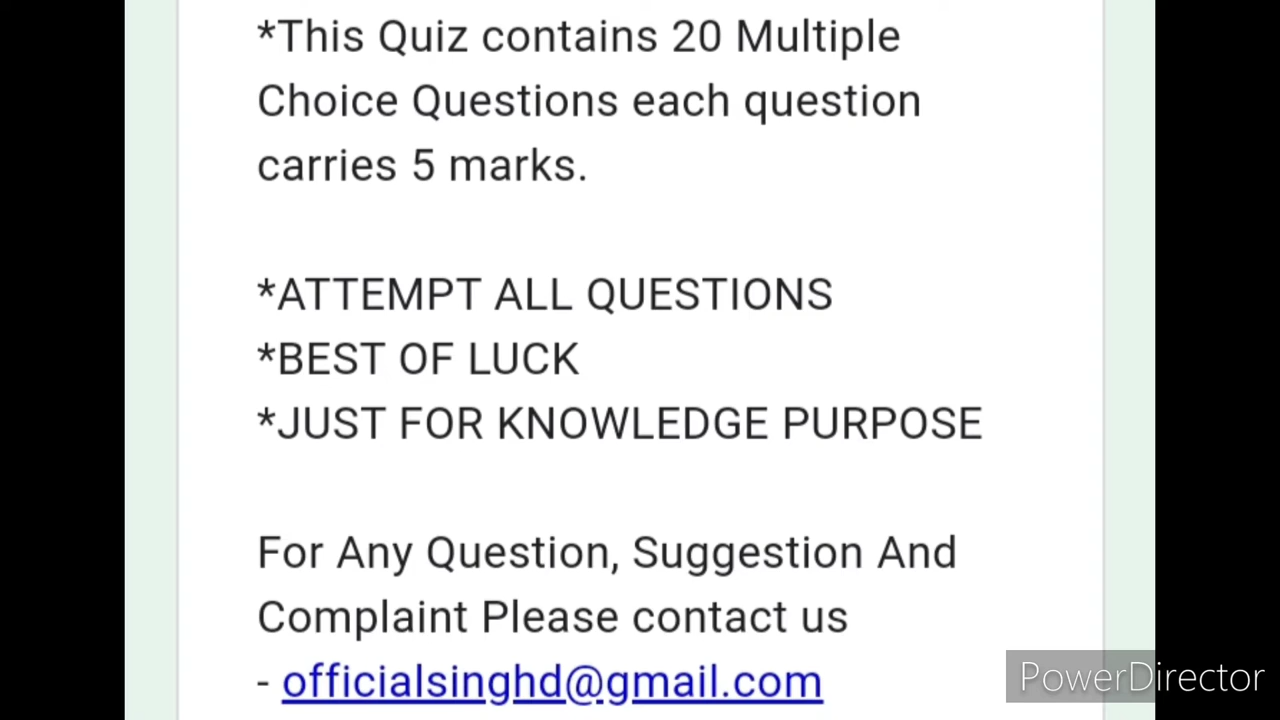 *This Quiz contains 20 Multiple
Choice Questions each question
carries 5 marks.
*ATTEMPT ALL QUESTIONS
*BEST OF LUCK
*JUST FOR KNOWLEDGE PURPOSE
For Any Question, Suggestion And
Complaint Please contact us
- officialsinghd@gmail.com
PowerDirector